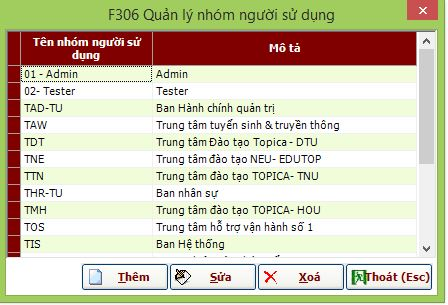 F306 Quản lý nhóm người sử dụng
Tên nhóm người sử dụng Mô tả
01 - Admin Admin
02- Tester Tester
TAD-TU Ban Hành chính quản trị
TAW Trung tâm tuyển sinh & truyền thông
TDT Trung tâm Đào tạo Topica - DTU
TNE Trung tâm đào tạo NEU- EDUTOP
TTN Trung tâm đào tạo TOPICA- TNU
THR-TU Ban nhân sự
TMH Trung tâm đào tạo TOPICA- HOU
TOS Trung tâm hỗ trợ vận hành số 1
TIS Ban Hệ thống
Thêm Sửa Xoá Thoát (Esc)